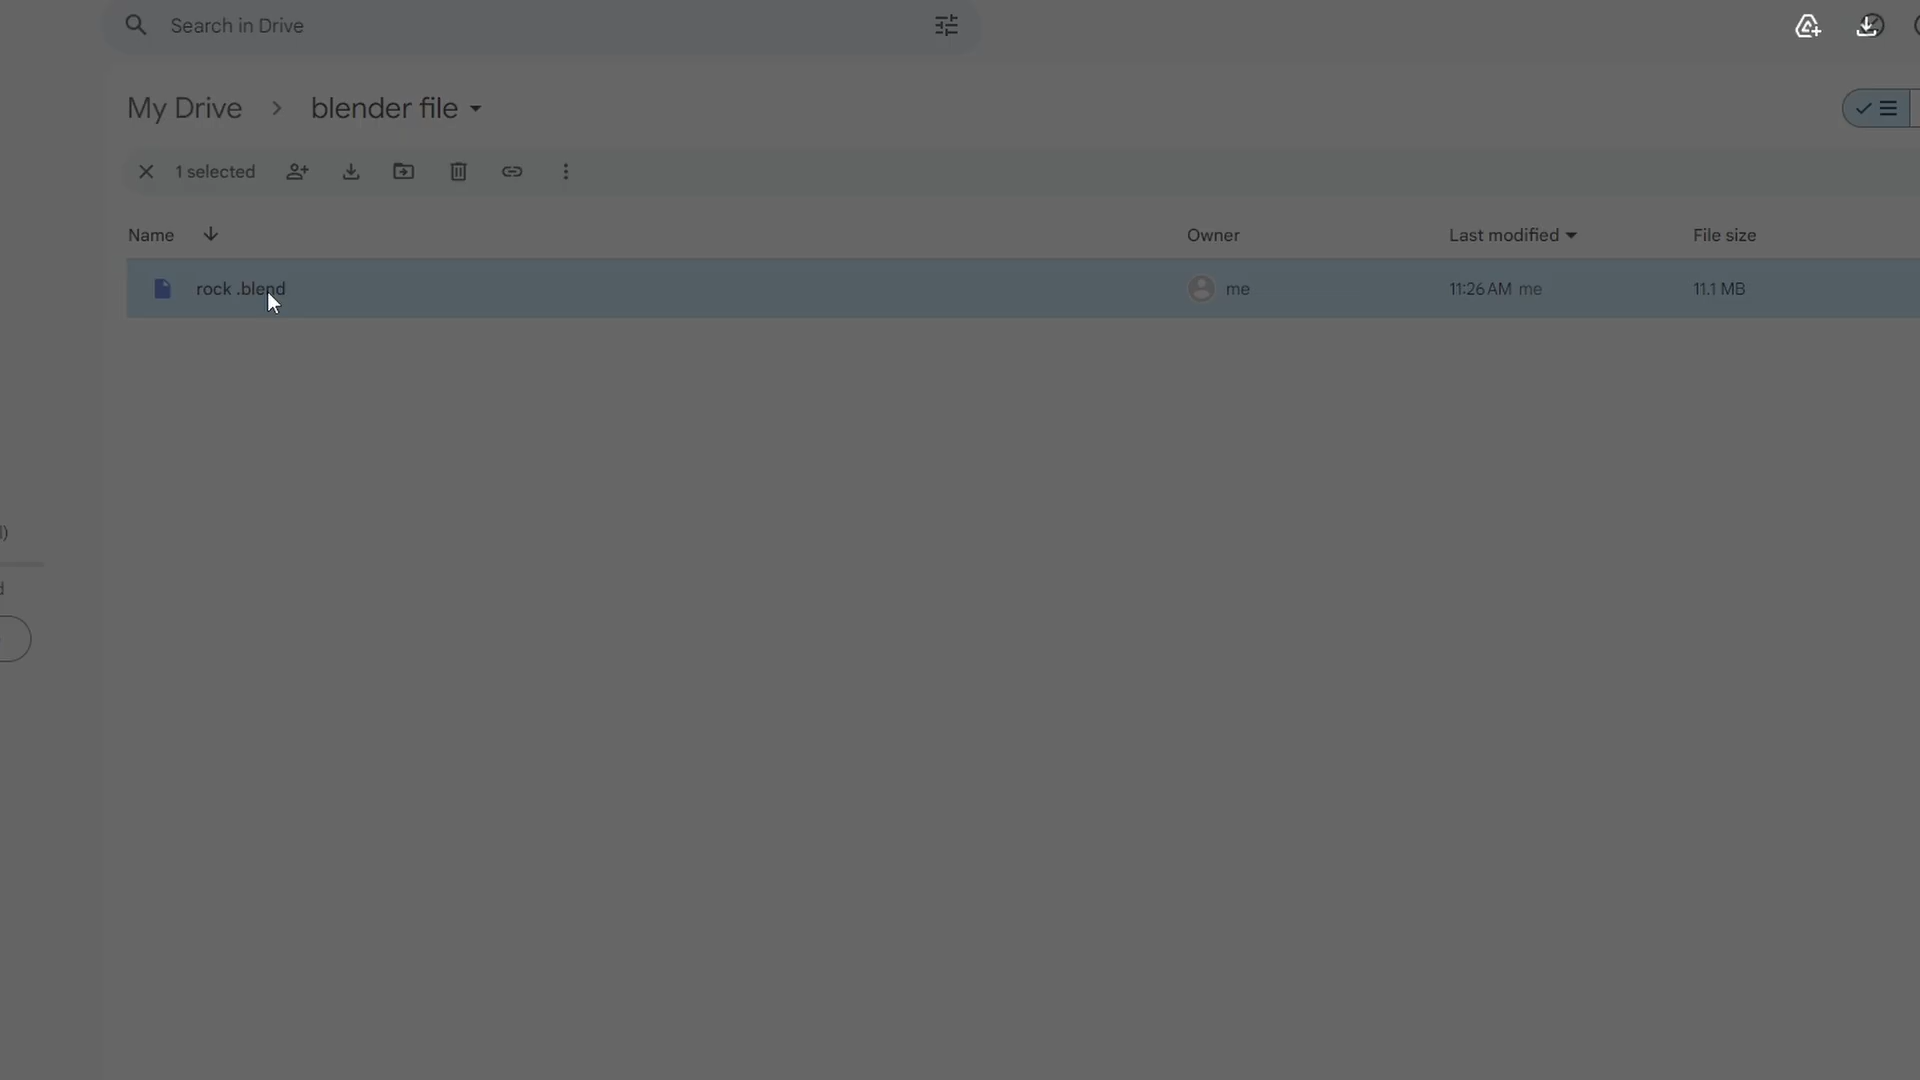 Search in Drive
My Drive > blender file
1 selected
Name Owner Last modified File size
rock .blend me 11:26 AM me 11.1 MB